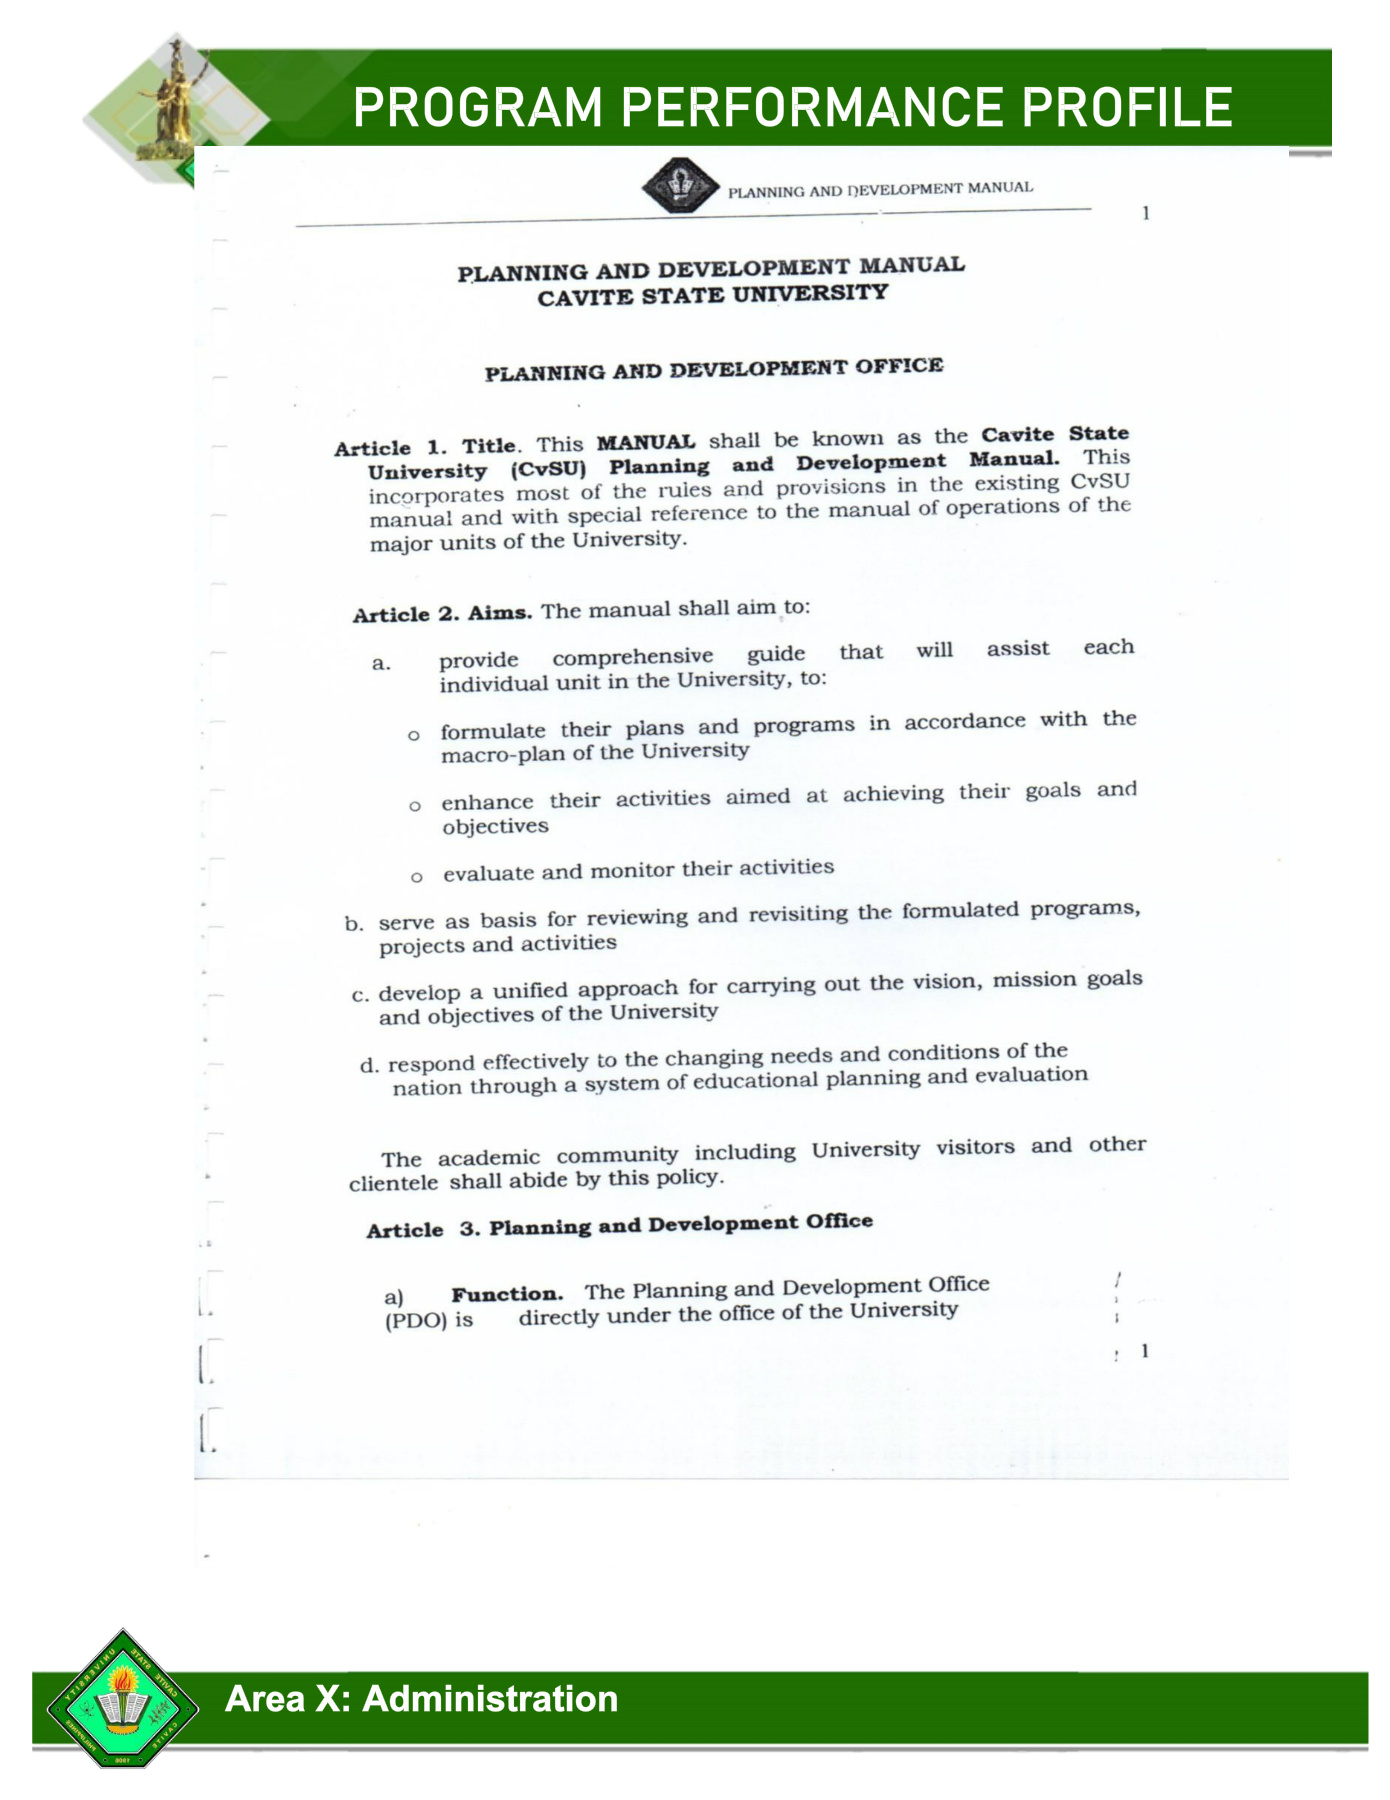 PROGRAM PERFORMANCE PROFILE
PLANNING AND DEVELOPMENT MANUAL
1
PLANNING AND DEVELOPMENT MANUAL
CAVITE STATE UNIVERSITY
PLANNING AND DEVELOPMENT OFFICE
Article 1. Title. This MANUAL shall be known as the Cavite State
University (CvSU) Planning and Development Manual. This
incorporates most of the rules and provisions in the existing CvSU
manual and with special reference to the manual of operations of the
major units of the University.
Article 2. Aims. The manual shall aim to:
a. provide comprehensive guide that will assist each
individual unit in the University, to:
o formulate their plans and programs in accordance with the
macro-plan of the University
o enhance their activities aimed at achieving their goals and
objectives
o evaluate and monitor their activities
b. serve as basis for reviewing and revisiting the formulated programs,
projects and activities
c. develop a unified approach for carrying out the vision, mission goals
and objectives of the University
d. respond effectively to the changing needs and conditions of the
nation through a system of educational planning and evaluation
The academic community including University visitors and other
clientele shall abide by this policy.
Article 3. Planning and Development Office
a) Function. The Planning and Development Office
(PDO) is directly under the office of the University
1
CAVITE STATE UNIVERSITY
CAVITE PHILIPPINES
1906
Area X: Administration